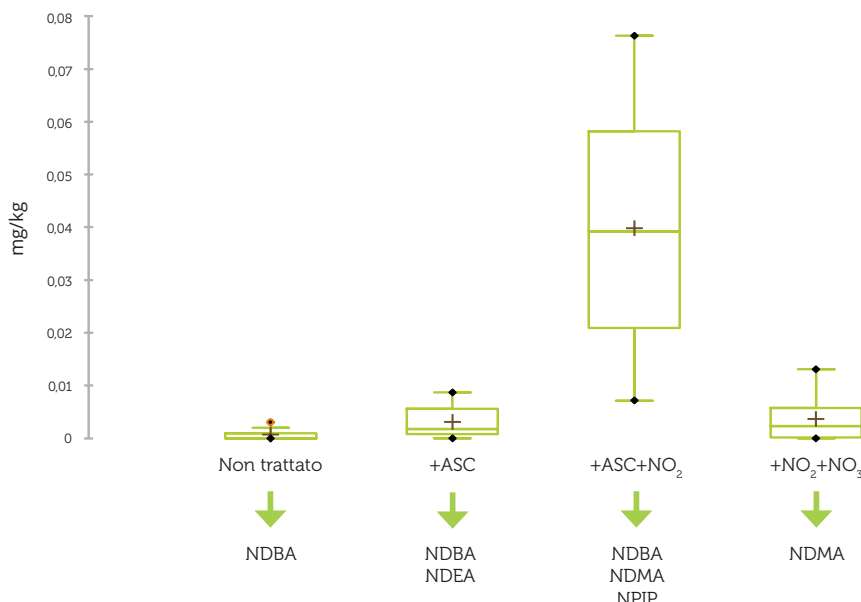 0,08
0,07
0,06
0,05
0,04
0,03
0,02
0,01
0
mg/kg
Non trattato +ASC +ASC+NO₂ +NO₂+NO₃
NDBA NDBA NDBA NDMA
NDEA NDMA
NPIP